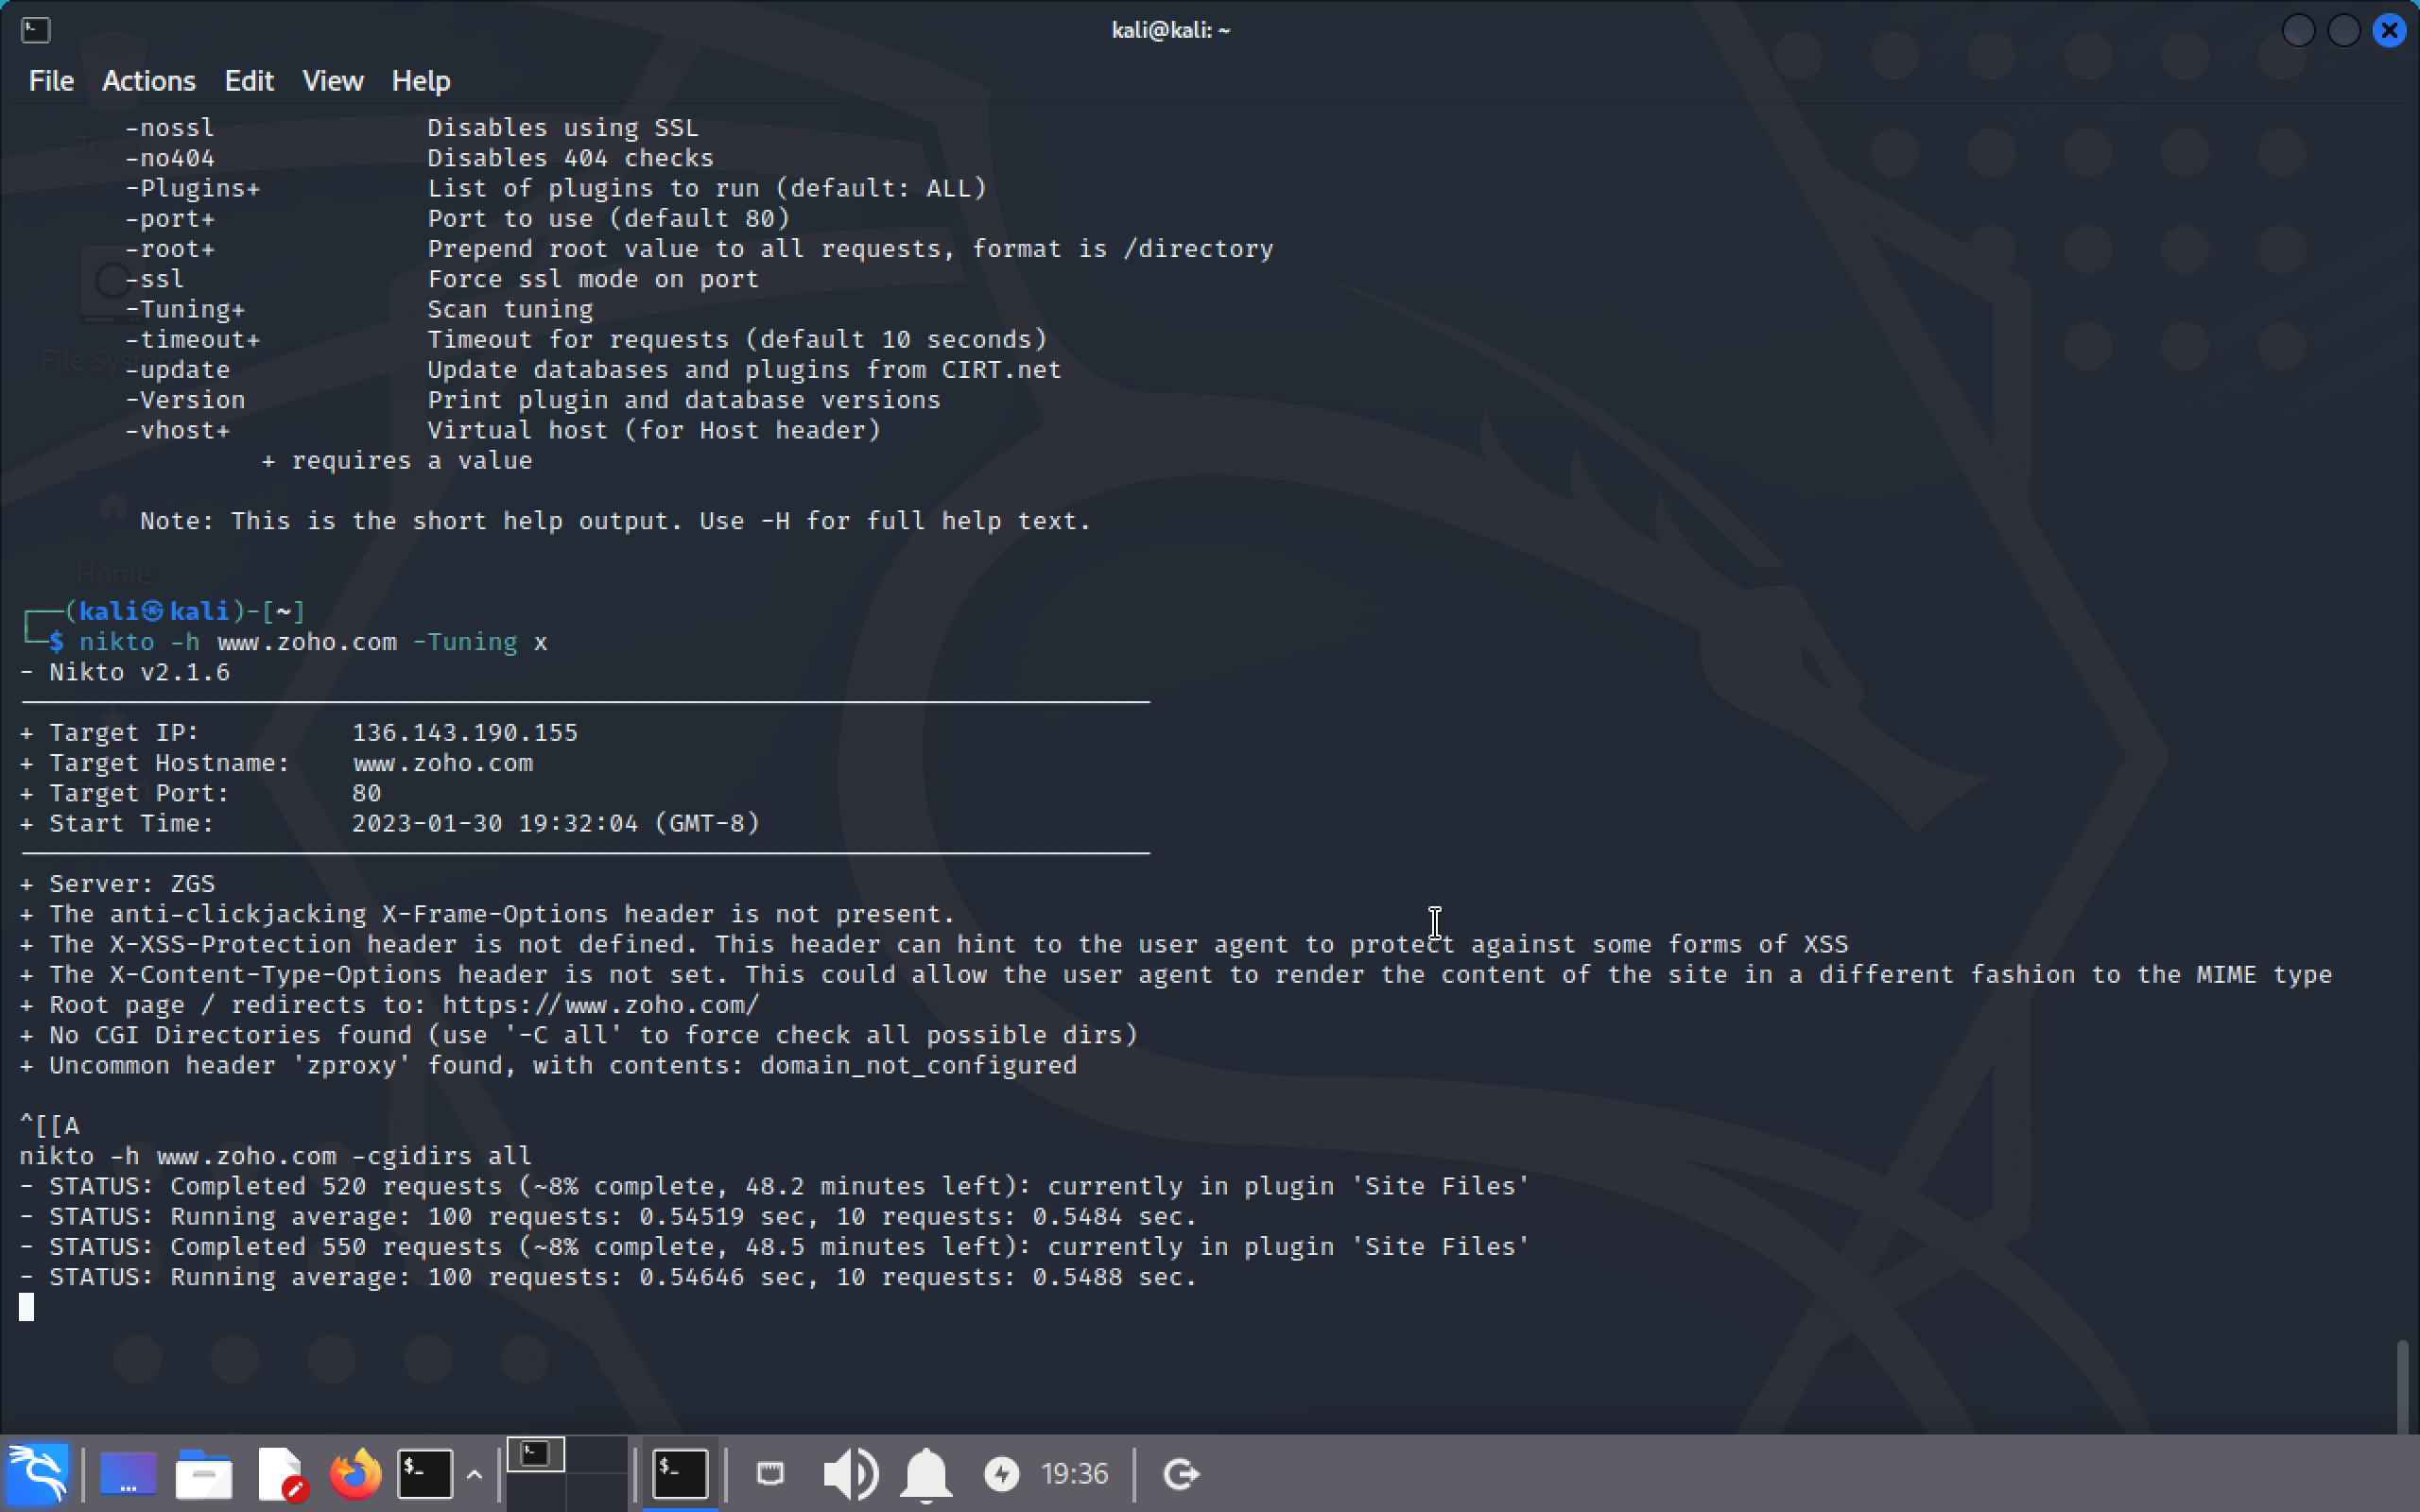 kali@kali: ~
File Actions Edit View Help
-nossl Disables using SSL
-no404 Disables 404 checks
-Plugins+ List of plugins to run (default: ALL)
-port+ Port to use (default 80)
-root+ Prepend root value to all requests, format is /directory
-ssl Force ssl mode on port
-Tuning+ Scan tuning
-timeout+ Timeout for requests (default 10 seconds)
File System
-update Update databases and plugins from CIRT.net
-Version Print plugin and database versions
-vhost+ Virtual host (for Host header)
+ requires a value
Note: This is the short help output. Use -H for full help text.
Home
┌──(kali㉿kali)-[~]
└─$ nikto -h www.zoho.com -Tuning x
- Nikto v2.1.6
+ Target IP: 136.143.190.155
+ Target Hostname: www.zoho.com
+ Target Port: 80
+ Start Time: 2023-01-30 19:32:04 (GMT-8)
+ Server: ZGS
+ The anti-clickjacking X-Frame-Options header is not present.
+ The X-XSS-Protection header is not defined. This header can hint to the user agent to protect against some forms of XSS
+ The X-Content-Type-Options header is not set. This could allow the user agent to render the content of the site in a different fashion to the MIME type
+ Root page / redirects to: https://www.zoho.com/
+ No CGI Directories found (use '-C all' to force check all possible dirs)
+ Uncommon header 'zproxy' found, with contents: domain_not_configured
^[[A
nikto -h www.zoho.com -cgidirs all
- STATUS: Completed 520 requests (~8% complete, 48.2 minutes left): currently in plugin 'Site Files'
- STATUS: Running average: 100 requests: 0.54519 sec, 10 requests: 0.5484 sec.
- STATUS: Completed 550 requests (~8% complete, 48.5 minutes left): currently in plugin 'Site Files'
- STATUS: Running average: 100 requests: 0.54646 sec, 10 requests: 0.5488 sec.
19:36